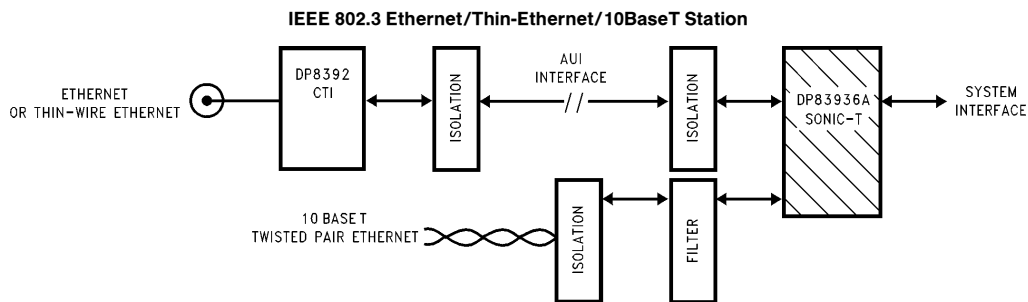 IEEE 802.3 Ethernet/Thin-Ethernet/10BaseT Station
ETHERNET
OR THIN-WIRE ETHERNET
DP8392
CTI
ISOLATION
AUI
INTERFACE
ISOLATION
DP83936A
SONIC-T
SYSTEM
INTERFACE
10 BASE T
TWISTED PAIR ETHERNET
ISOLATION
FILTER